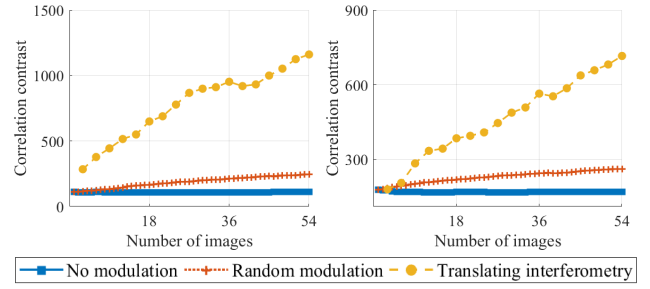 Correlation contrast
1500
1000
500
0
18
36
54
Number of images
Correlation contrast
900
600
300
18
36
54
Number of images
No modulation
Random modulation
Translating interferometry